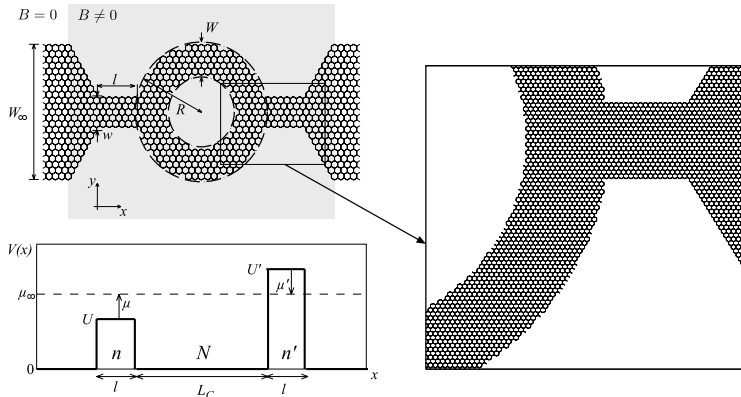 B = 0 B ≠ 0
W
l
R
W∞
w
y
x
V(x)
U'
μ'
μ∞
μ
U
n N n'
0
x
l L_C l